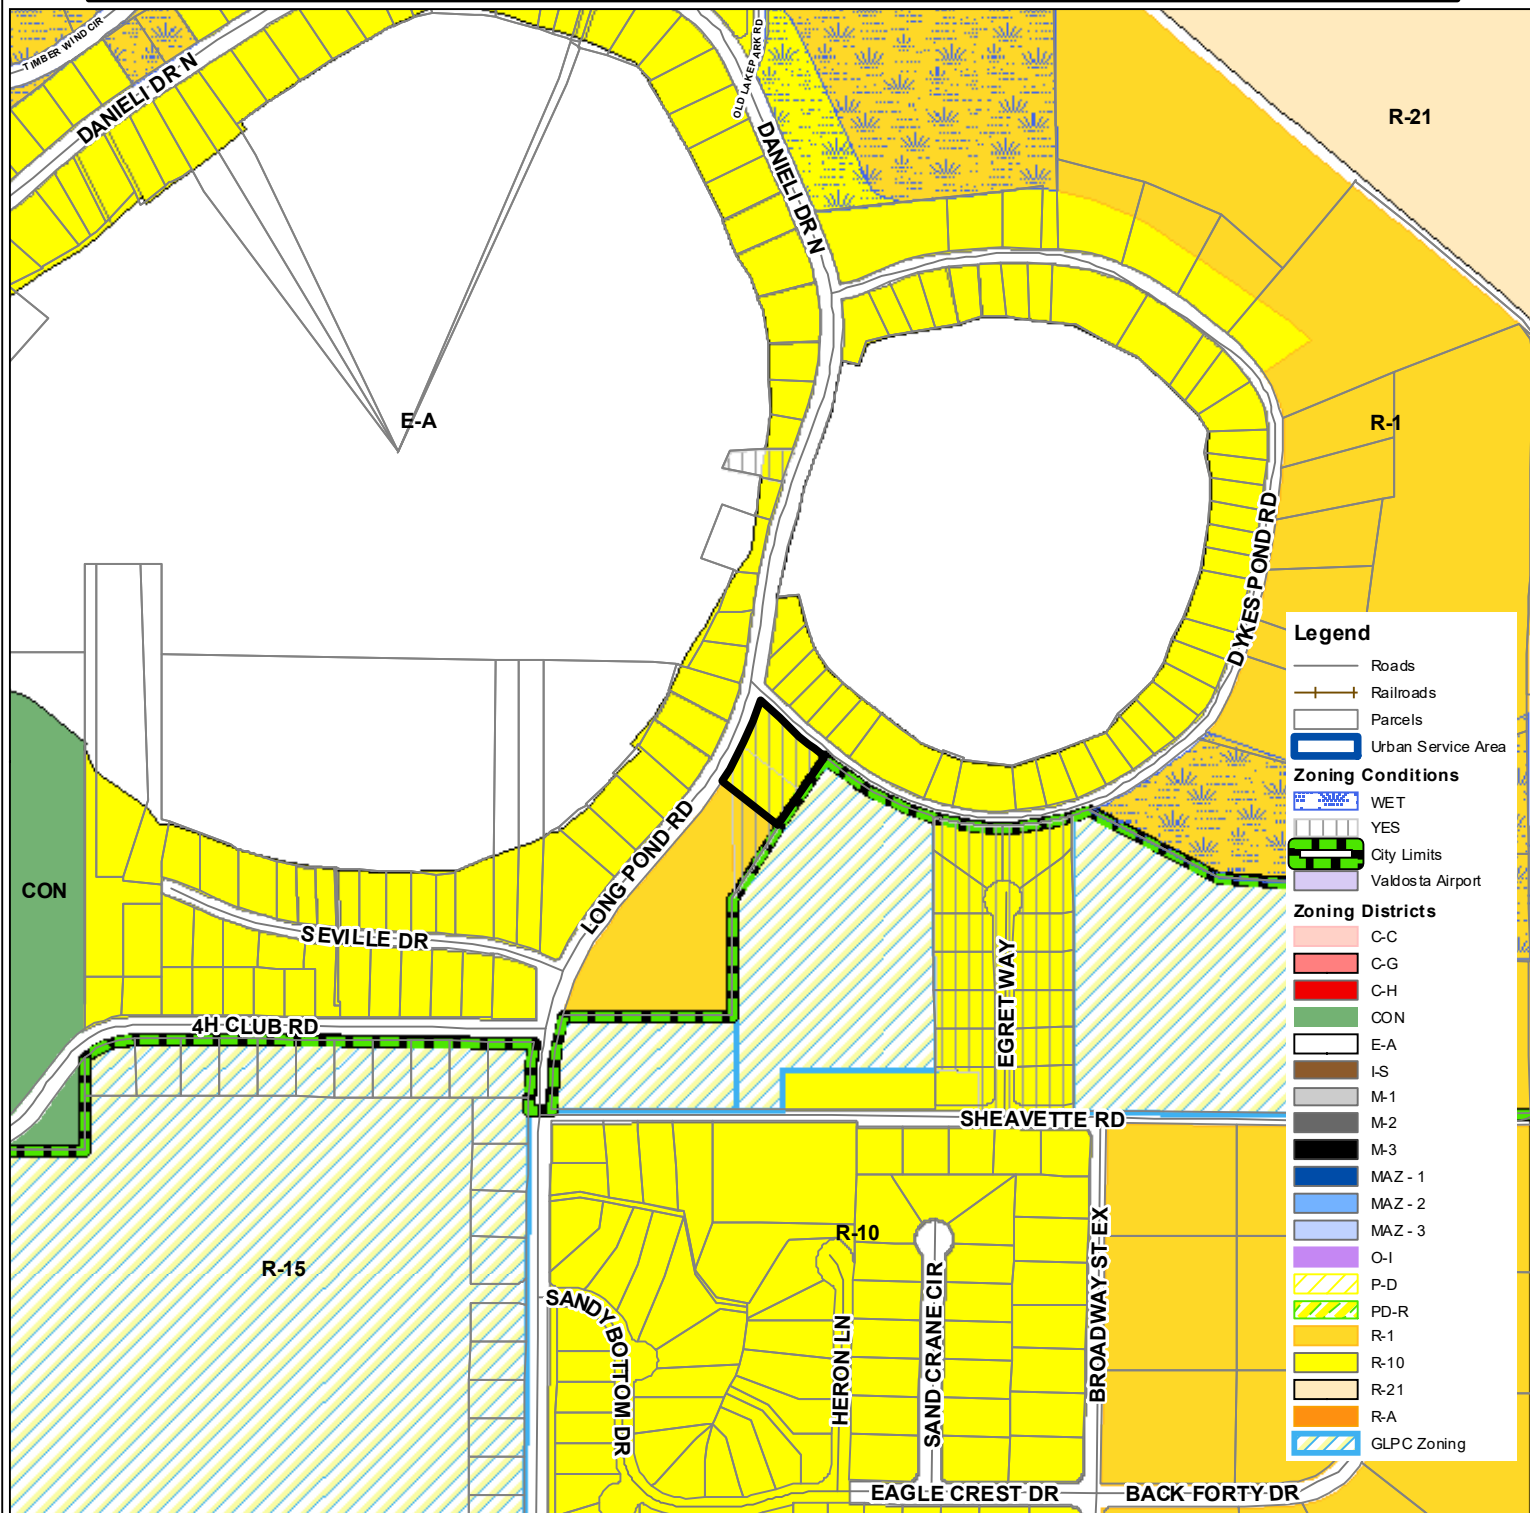 TIMBER WIND CIR
DANIELI DR N
OLD LAKEPARK RD
DANIELI DR N
R-21
E-A
R-1
DYKES POND RD
LONG POND RD
CON
SEVILLE DR
4H CLUB RD
EGRET WAY
SHEAVETTE RD
R-15
R-10
SANDY BOTTOM DR
HERON LN
SAND CRANE CIR
BROADWAY ST EX
EAGLE CREST DR
BACK FORTY DR
Legend
Roads
Railroads
Parcels
Urban Service Area
Zoning Conditions
WET
YES
City Limits
Valdosta Airport
Zoning Districts
C-C
C-G
C-H
CON
E-A
I-S
M-1
M-2
M-3
MAZ - 1
MAZ - 2
MAZ - 3
O-I
P-D
PD-R
R-1
R-10
R-21
R-A
GLPC Zoning